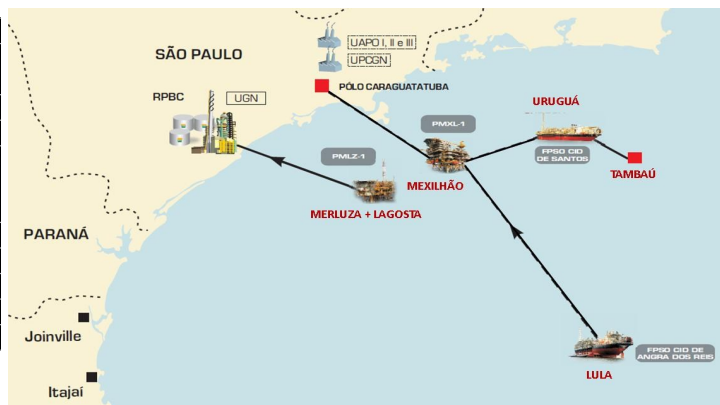 SÃO PAULO
UAPO I, II e III
UPCGN
PÓLO CARAGUATATUBA
RPBC
UGN
PMXL-1
URUGUÁ
FPSO CID
DE SANTOS
TAMBAÚ
PMLZ-1
MEXILHÃO
MERLUZA + LAGOSTA
PARANÁ
Joinville
Itajaí
FPSO CID DE
ANGRA DOS REIS
LULA